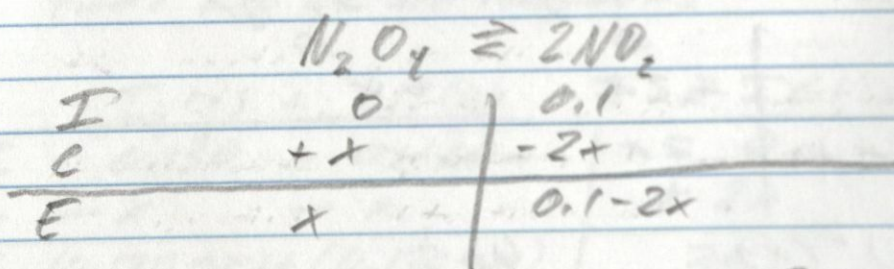 N₂O₄ ⇄ 2NO₂
I 0 0.1
C +x -2x
E x 0.1-2x